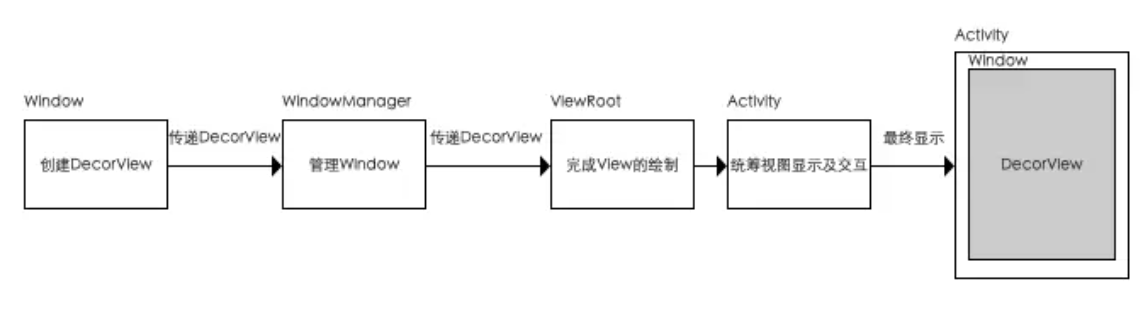 Window
创建DecorView
传递DecorView
WindowManager
管理Window
传递DecorView
ViewRoot
完成View的绘制
Activity
统筹视图显示及交互
最终显示
Activity
Window
DecorView